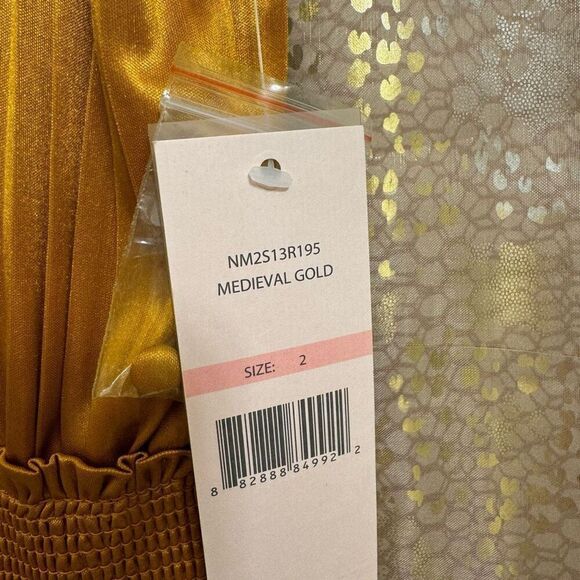 NM2S13R195
MEDIEVAL GOLD
SIZE: 2
8 82888 84992 2